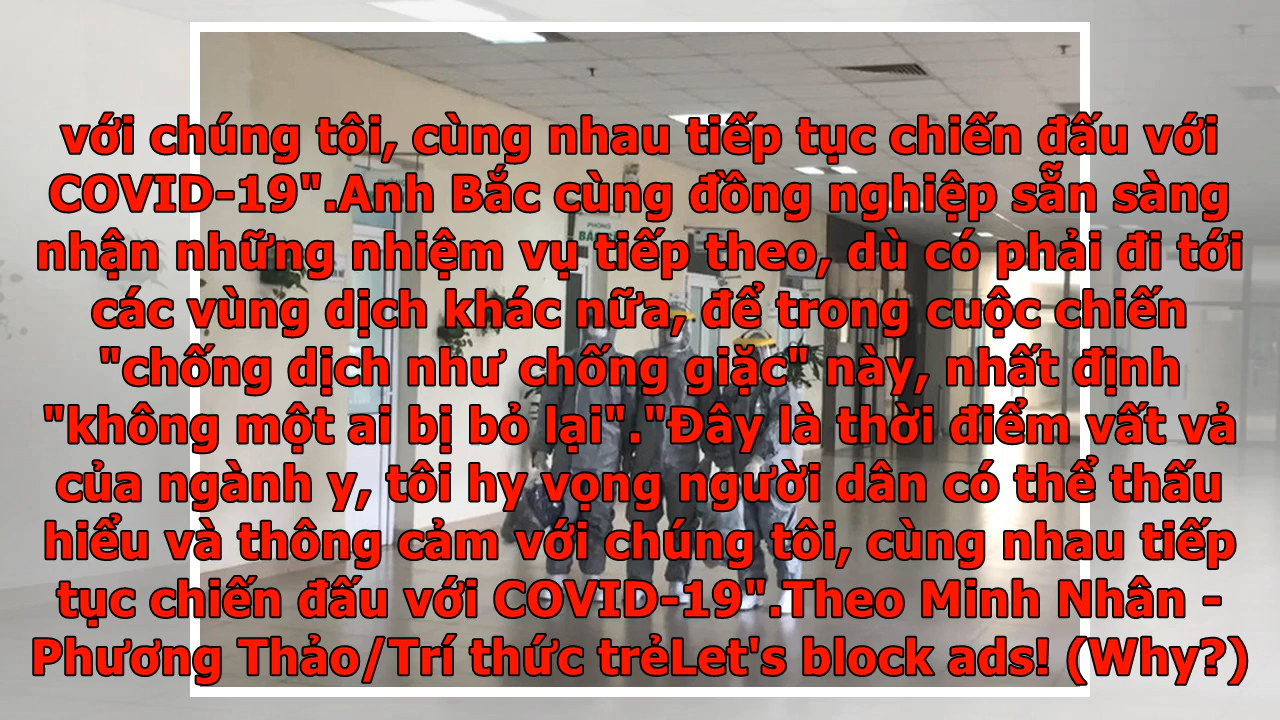 với chúng tôi, cùng nhau tiếp tục chiến đấu với
COVID-19".Anh Bắc cùng đồng nghiệp sẵn sàng
nhận những nhiệm vụ tiếp theo, dù có phải đi tới
các vùng dịch khác nữa, để trong cuộc chiến
"chống dịch như chống giặc" này, nhất định
"không một ai bị bỏ lại"."Đây là thời điểm vất vả
của ngành y, tôi hy vọng người dân có thể thấu
hiểu và thông cảm với chúng tôi, cùng nhau tiếp
tục chiến đấu với COVID-19".Theo Minh Nhân -
Phương Thảo/Trí thức trẻLet's block ads! (Why?)